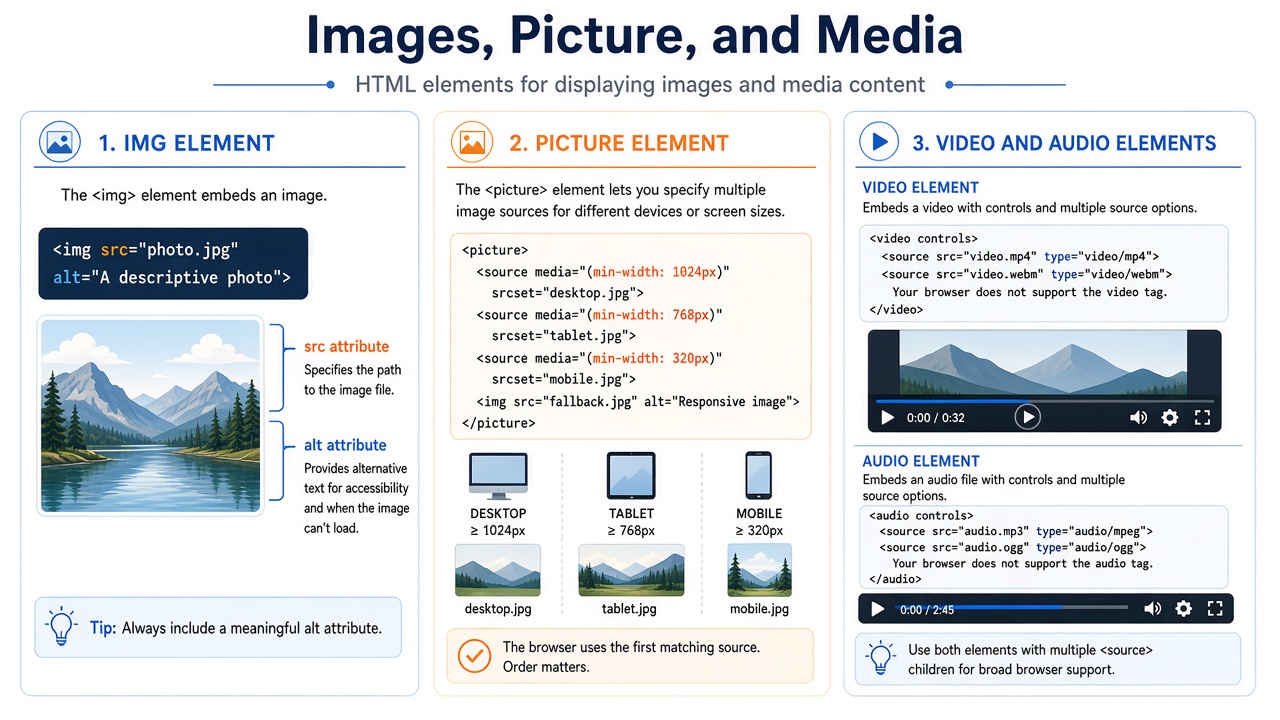 Images, Picture, and Media
HTML elements for displaying images and media content
1. IMG ELEMENT
The <img> element embeds an image.
<img src="photo.jpg"
alt="A descriptive photo">
src attribute
Specifies the path
to the image file.
alt attribute
Provides alternative
text for accessibility
and when the image
can't load.
Tip: Always include a meaningful alt attribute.
2. PICTURE ELEMENT
The <picture> element lets you specify multiple
image sources for different devices or screen sizes.
<picture>
<source media="(min-width: 1024px)"
srcset="desktop.jpg">
<source media="(min-width: 768px)"
srcset="tablet.jpg">
<source media="(min-width: 320px)"
srcset="mobile.jpg">
<img src="fallback.jpg" alt="Responsive image">
</picture>
DESKTOP
≥ 1024px
desktop.jpg
TABLET
≥ 768px
tablet.jpg
MOBILE
≥ 320px
mobile.jpg
The browser uses the first matching source.
Order matters.
3. VIDEO AND AUDIO ELEMENTS
VIDEO ELEMENT
Embeds a video with controls and multiple source options.
<video controls>
<source src="video.mp4" type="video/mp4">
<source src="video.webm" type="video/webm">
Your browser does not support the video tag.
</video>
0:00 / 0:32
AUDIO ELEMENT
Embeds an audio file with controls and multiple
source options.
<audio controls>
<source src="audio.mp3" type="audio/mpeg">
<source src="audio.ogg" type="audio/ogg">
Your browser does not support the audio tag.
</audio>
0:00 / 2:45
Use both elements with multiple <source>
children for broad browser support.